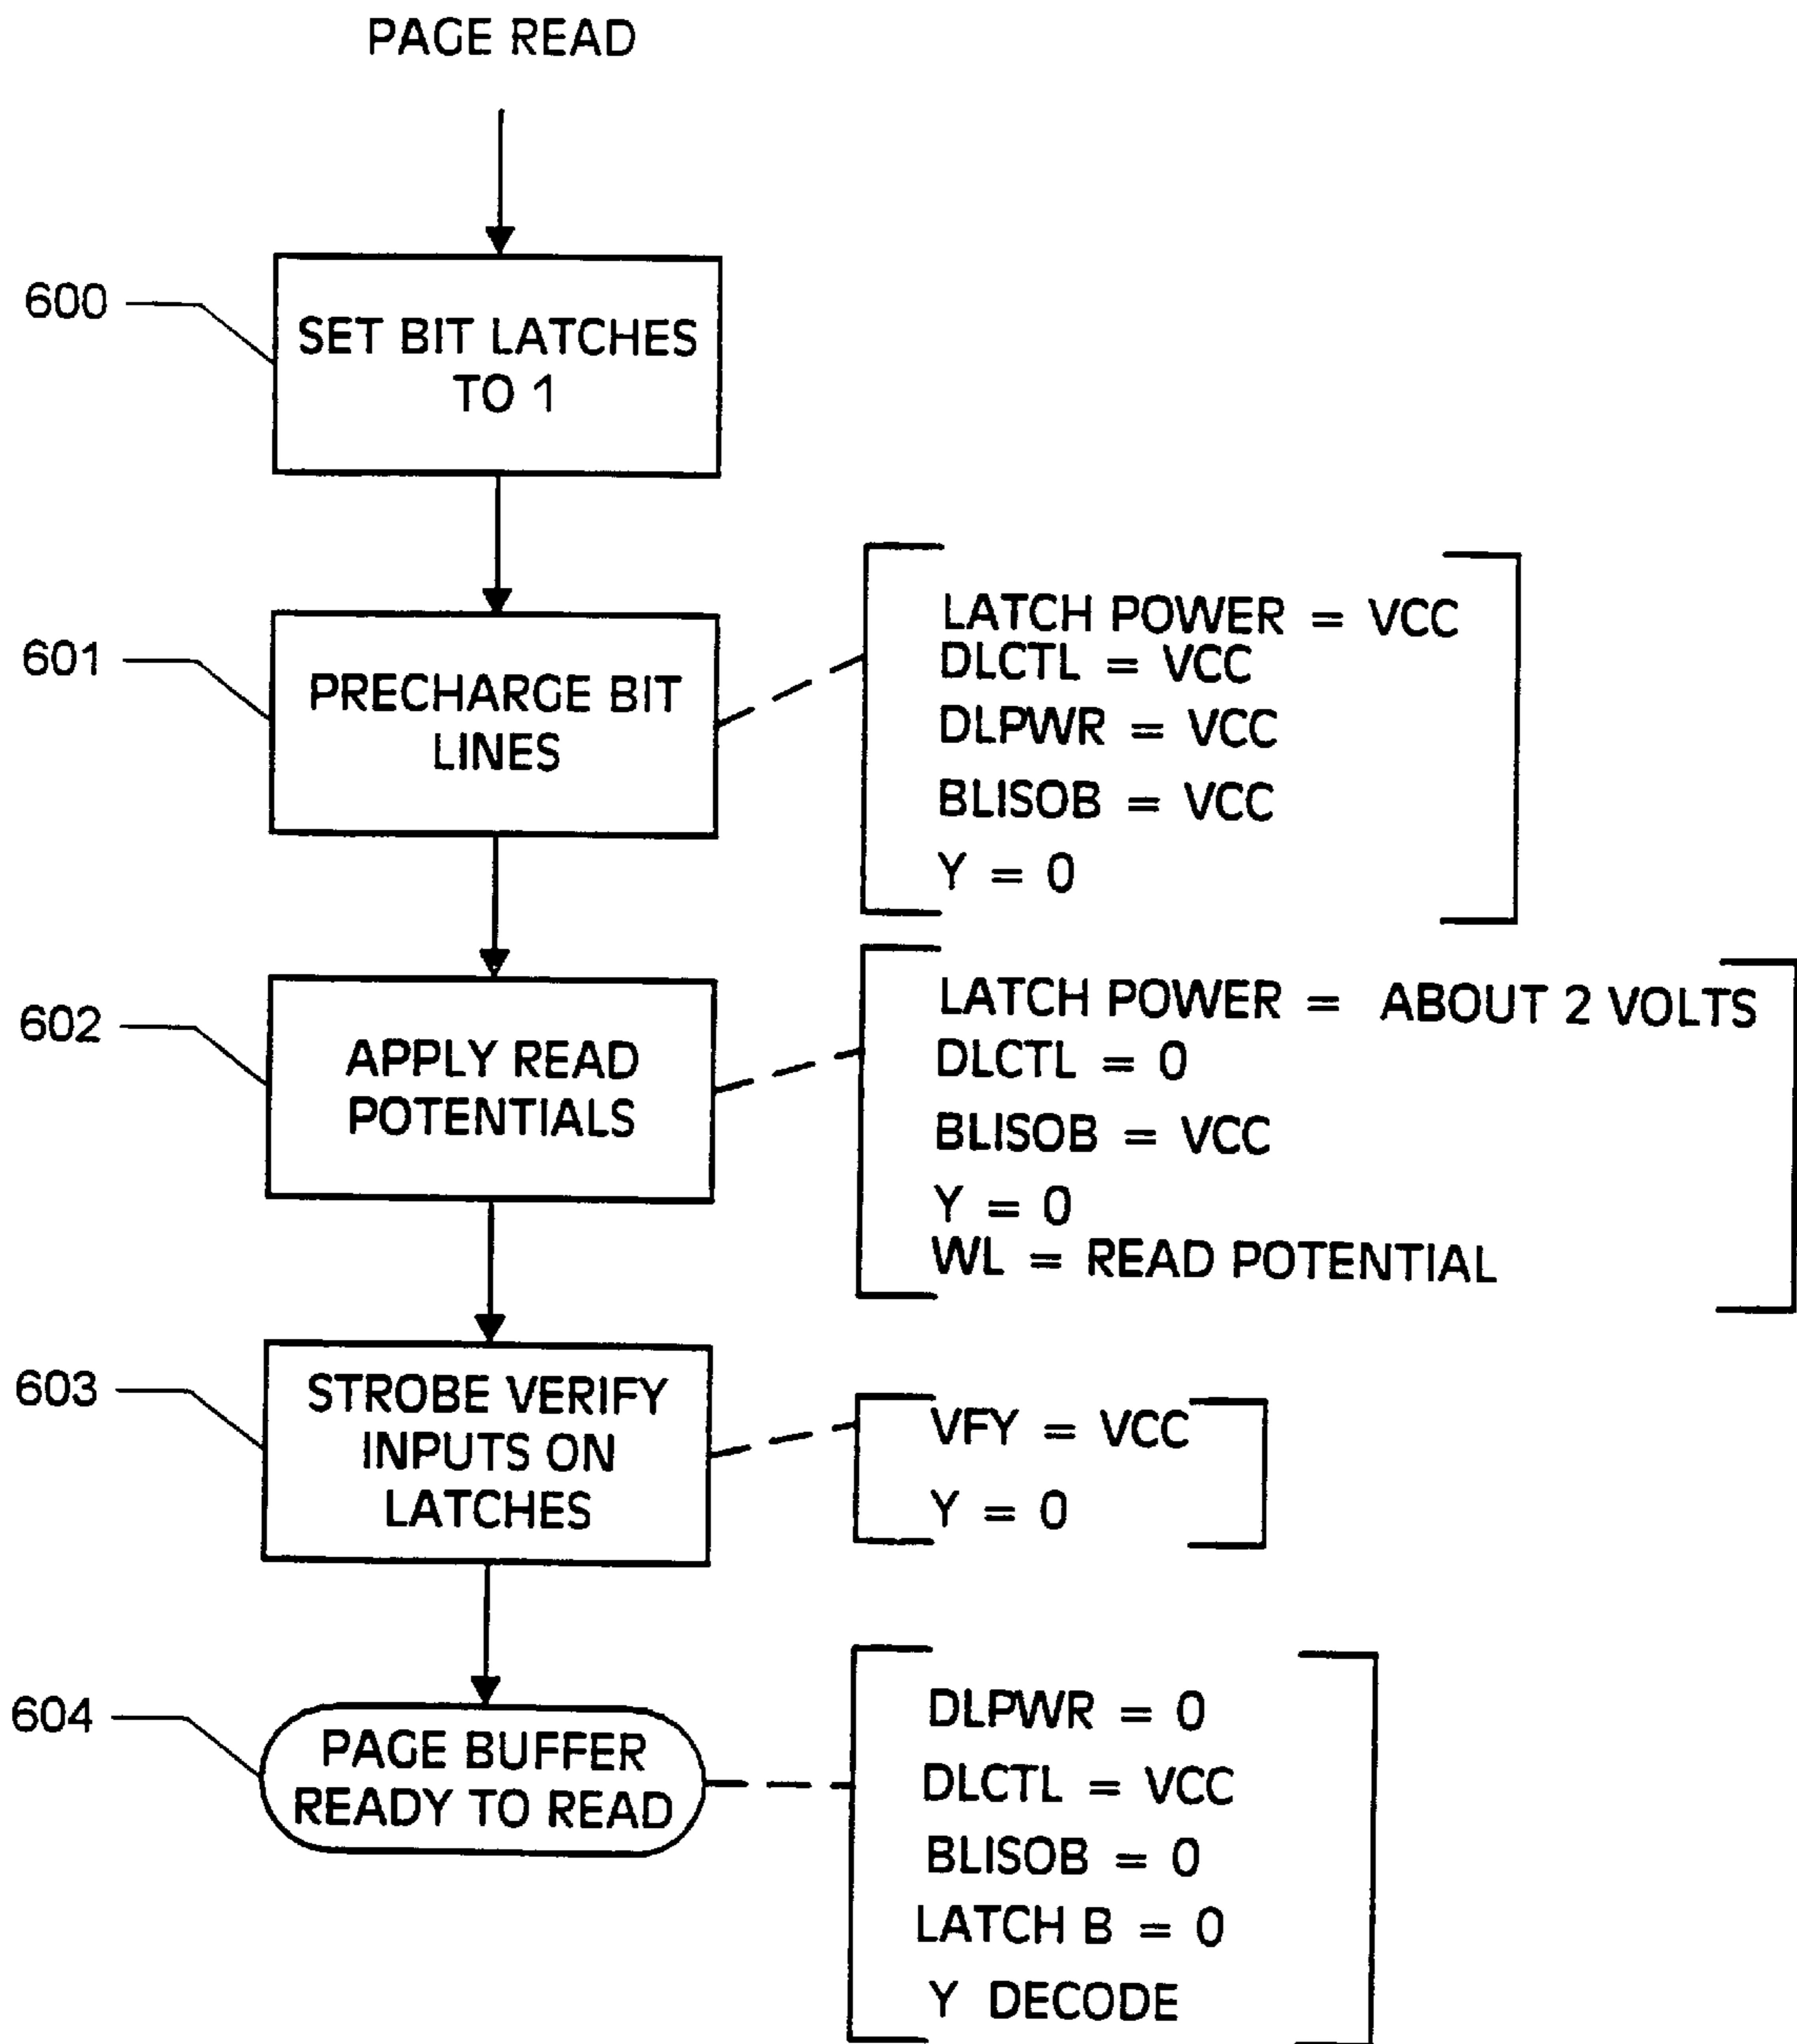 PAGE READ
600
SET BIT LATCHES
TO 1
601
PRECHARGE BIT
LINES
LATCH POWER = VCC
DLCTL = VCC
DLPWR = VCC
BLISOB = VCC
Y = 0
602
APPLY READ
POTENTIALS
LATCH POWER = ABOUT 2 VOLTS
DLCTL = 0
BLISOB = VCC
Y = 0
WL = READ POTENTIAL
603
STROBE VERIFY
INPUTS ON
LATCHES
VFY = VCC
Y = 0
604
PAGE BUFFER
READY TO READ
DLPWR = 0
DLCTL = VCC
BLISOB = 0
LATCH B = 0
Y DECODE